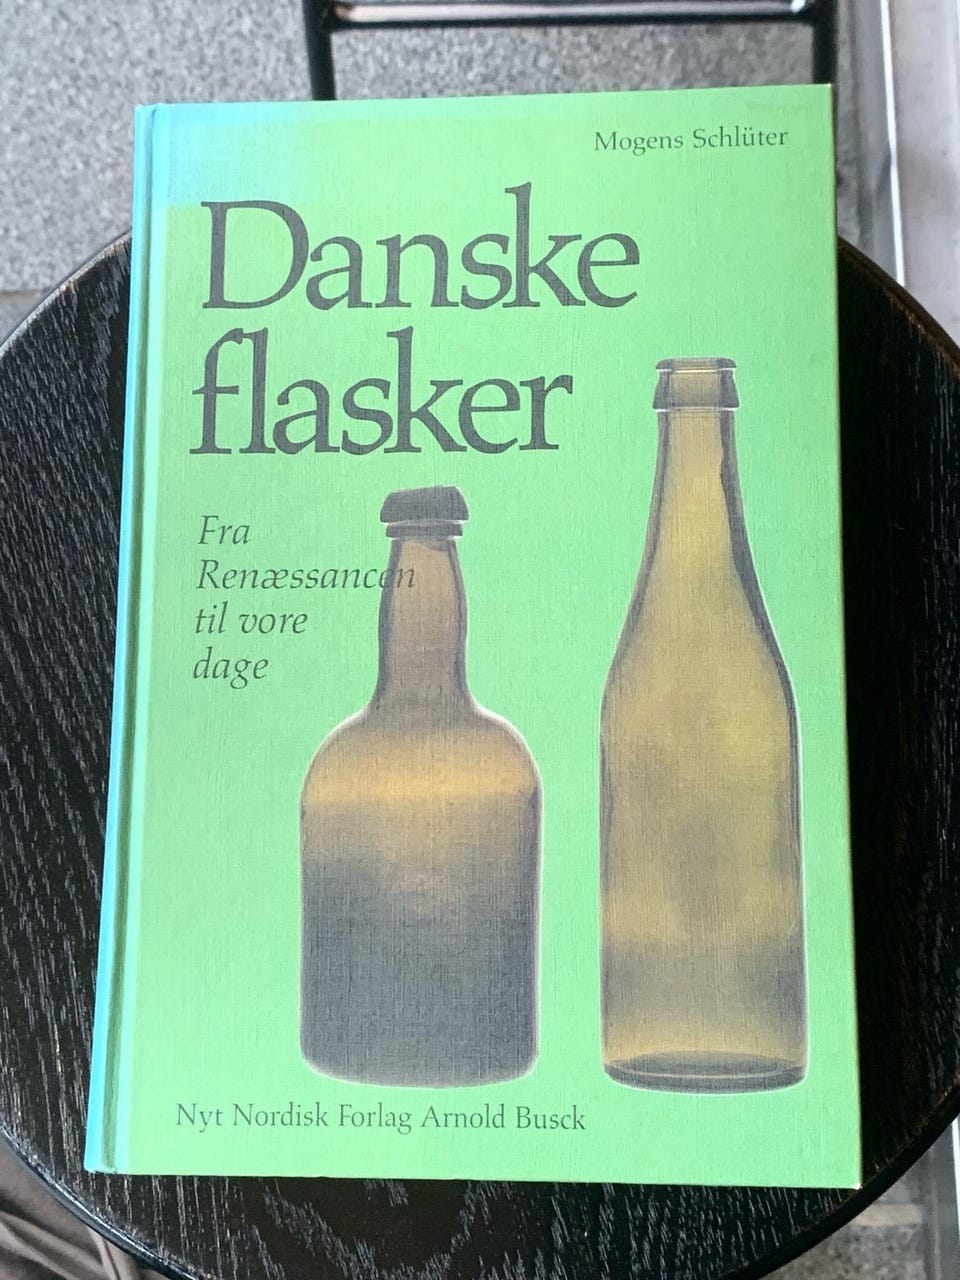 Mogens Schlüter
Danske
flasker
Fra
Renæssancen
til vore
dage
Nyt Nordisk Forlag Arnold Busck